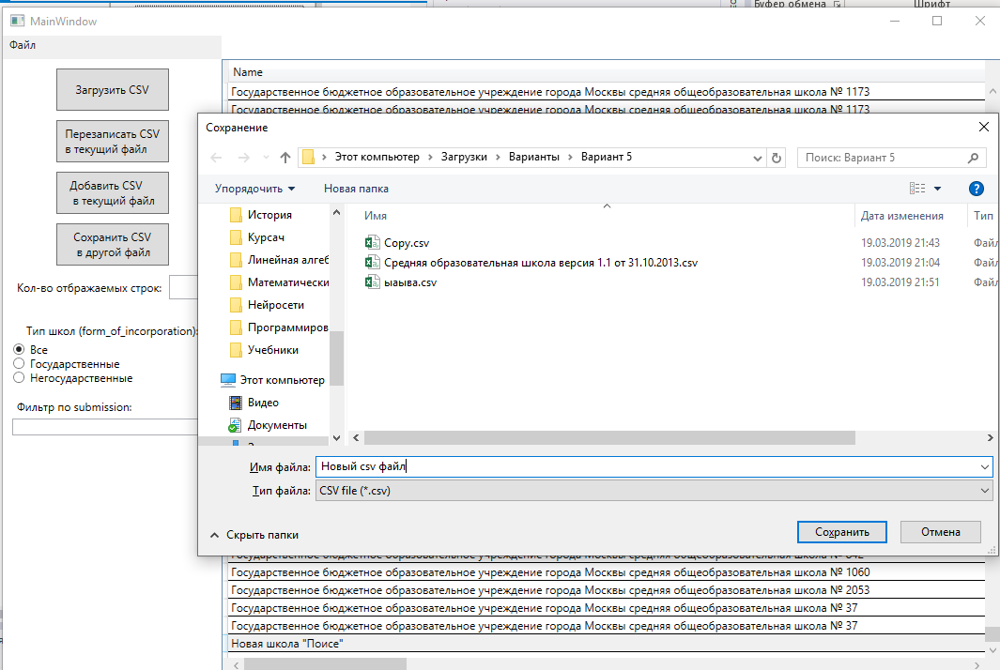 Буфер обмена
Шрифт
MainWindow
Файл
Загрузить CSV
Перезаписать CSV
в текущий файл
Добавить CSV
в текущий файл
Сохранить CSV
в другой файл
Кол-во отбражаемых строк:
Тип школ (form_of_incorporation):
Все
Государственные
Негосударственные
Фильтр по submission:
Name
Государственное бюджетное образовательное учреждение города Москвы средняя общеобразовательная школа № 1173
Государственное бюджетное образовательное учреждение города Москвы средняя общеобразовательная школа № 1173
Сохранение
Этот компьютер > Загрузки > Варианты > Вариант 5
Поиск: Вариант 5
Упорядочить
Новая папка
История
Курсач
Линейная алгеб
Математически
Нейросети
Программиров
Учебники
Этот компьютер
Видео
Документы
Имя
Дата изменения
Тип
Copy.csv
19.03.2019 21:43
Файл
Средняя образовательная школа версия 1.1 от 31.10.2013.csv
19.03.2019 21:04
Файл
ыаыва.csv
19.03.2019 21:51
Файл
Имя файла:
Новый csv файл
Тип файла:
CSV file (*.csv)
Скрыть папки
Сохранить
Отмена
Государственное бюджетное образовательное учреждение города Москвы средняя общеобразовательная школа №
Государственное бюджетное образовательное учреждение города Москвы средняя общеобразовательная школа № 1060
Государственное бюджетное образовательное учреждение города Москвы средняя общеобразовательная школа № 2053
Государственное бюджетное образовательное учреждение города Москвы средняя общеобразовательная школа № 37
Государственное бюджетное образовательное учреждение города Москвы средняя общеобразовательная школа № 37
Новая школа "Поисе"